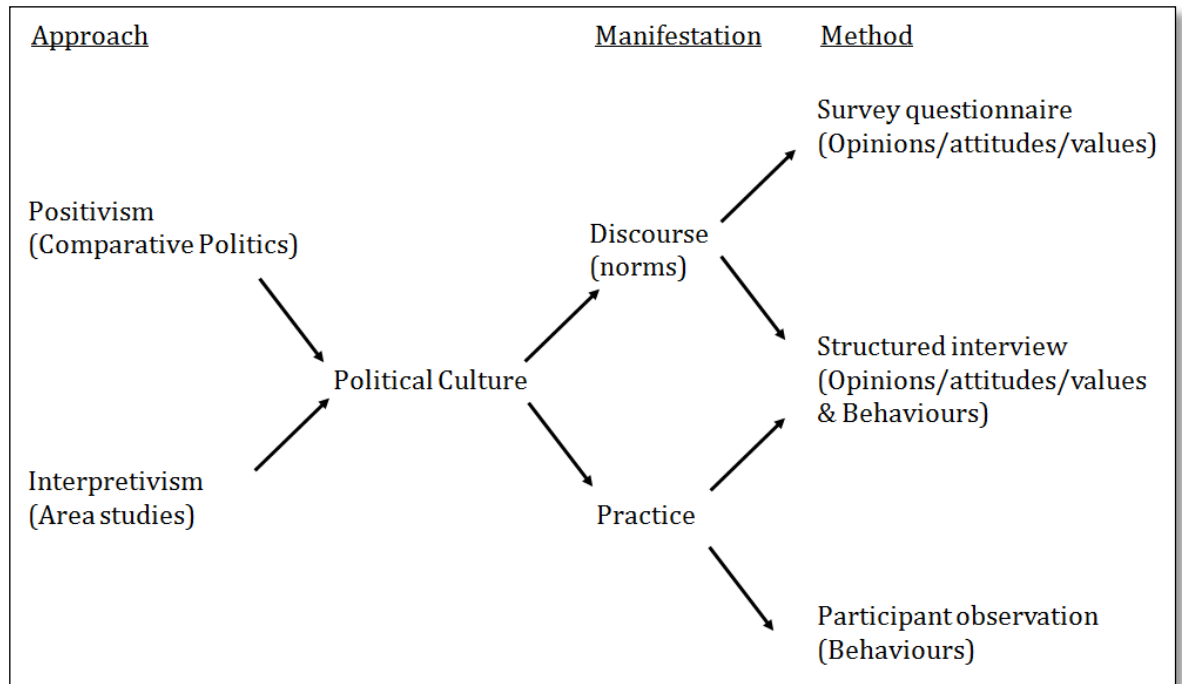 Approach
Manifestation
Method
Survey questionnaire
(Opinions/attitudes/values)
Positivism
(Comparative Politics)
Discourse
(norms)
Structured interview
(Opinions/attitudes/values
& Behaviours)
Political Culture
Interpretivism
(Area studies)
Practice
Participant observation
(Behaviours)